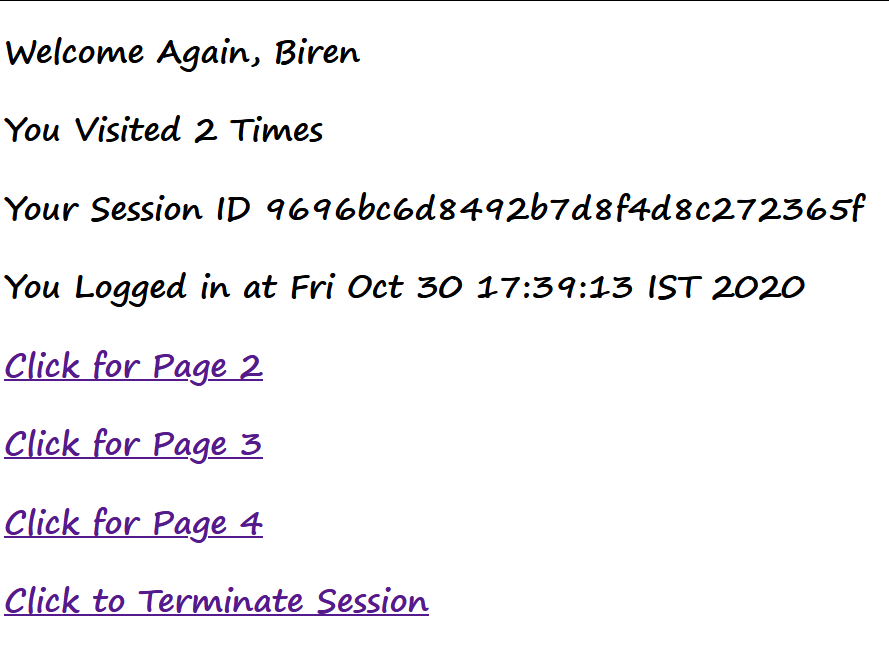 Welcome Again, Biren
You Visited 2 Times
Your Session ID 9696bc6d8492b7d8f4d8c272365f
You Logged in at Fri Oct 30 17:39:13 IST 2020
Click for Page 2
Click for Page 3
Click for Page 4
Click to Terminate Session